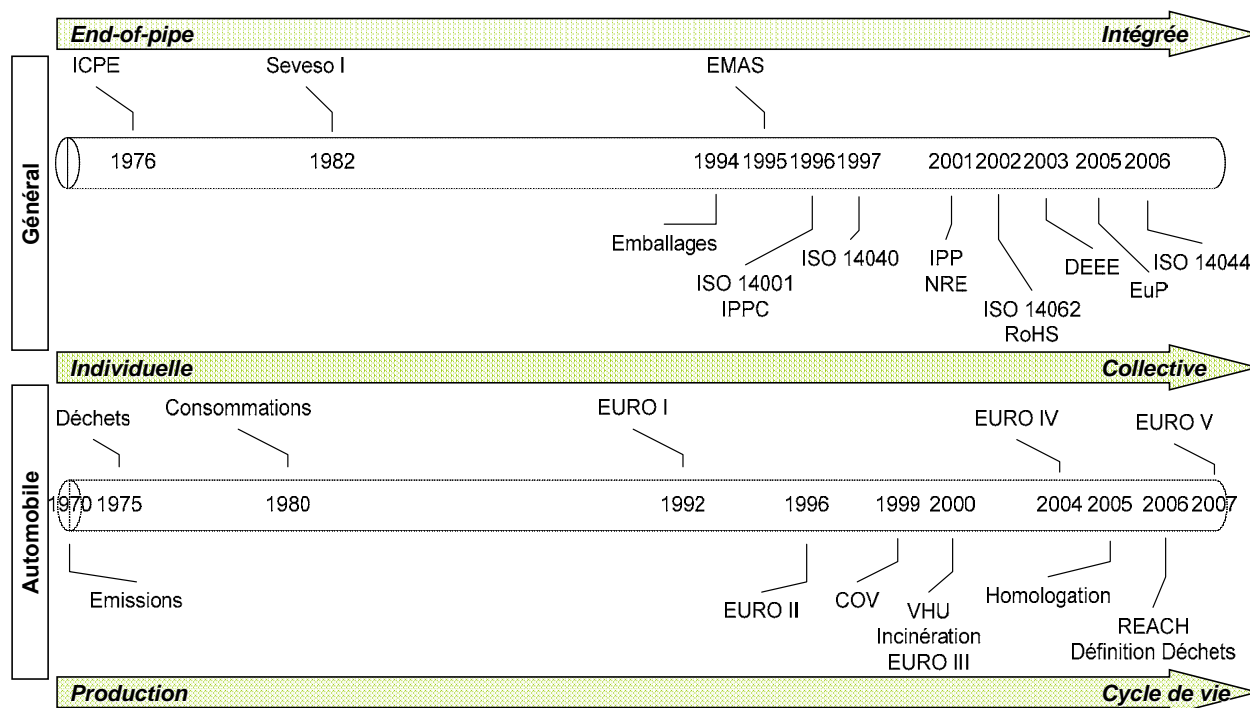 End-of-pipe Intégrée
Général
ICPE Seveso I EMAS
1976 1982 1994 1995 1996 1997 2001 2002 2003 2005 2006
Emballages ISO 14040 IPP DEEE ISO 14044
ISO 14001 NRE EuP
IPPC ISO 14062
RoHS
Individuelle Collective
Automobile
Déchets Consommations EURO I EURO IV EURO V
1970 1975 1980 1992 1996 1999 2000 2004 2005 2006 2007
Emissions EURO II COV VHU Homologation REACH
Incinération Définition Déchets
EURO III
Production Cycle de vie